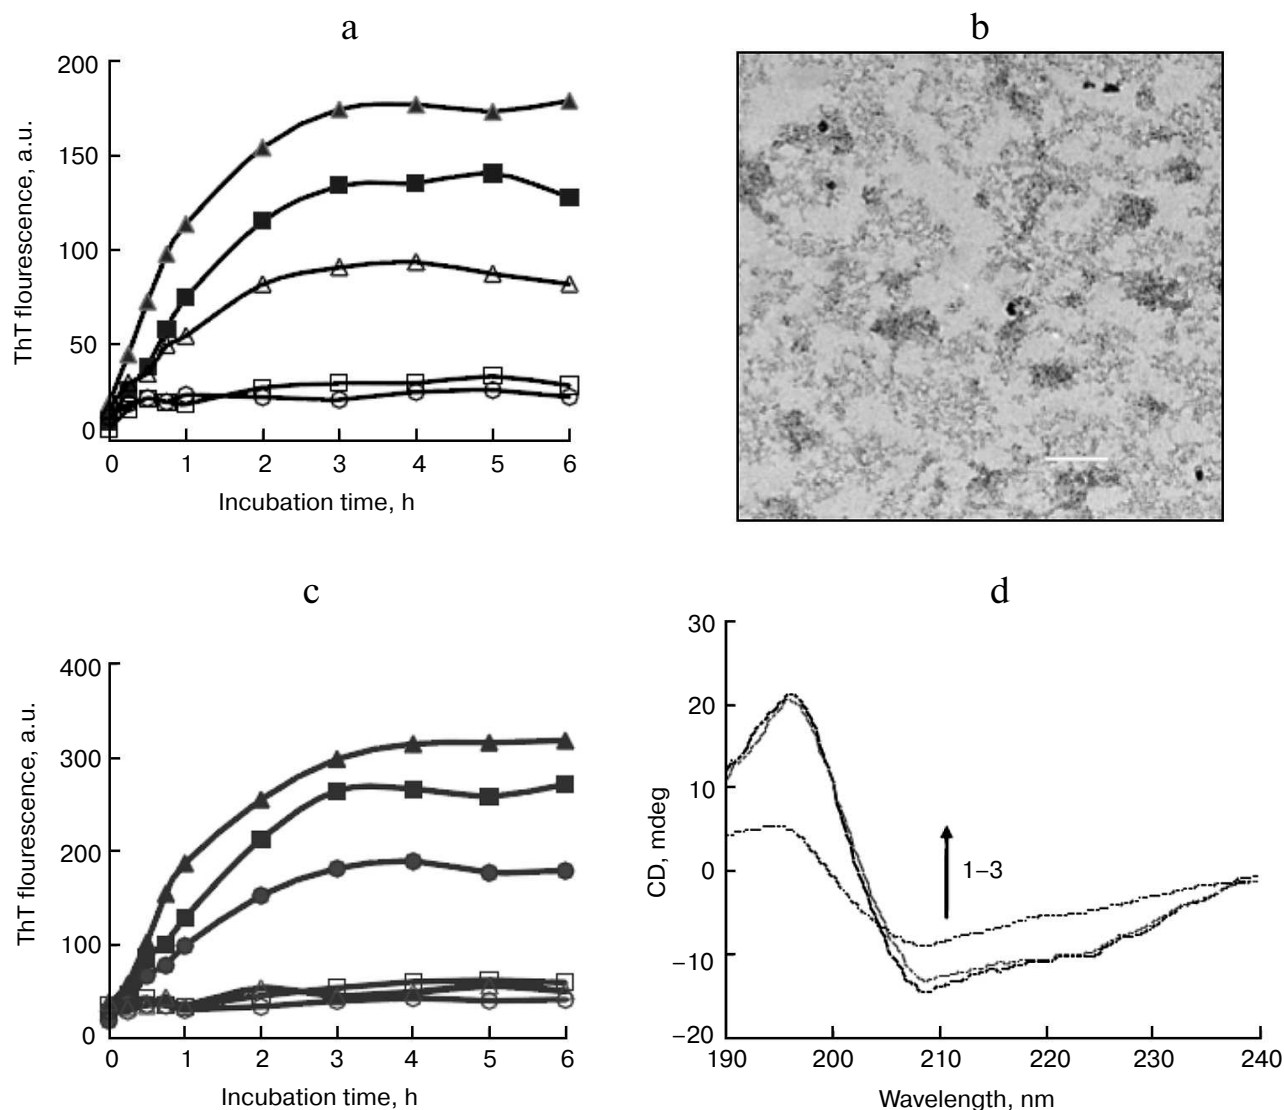 a
200
150
100
50
0
ThT flourescence, a.u.
0 1 2 3 4 5 6
Incubation time, h
b
c
400
300
200
100
0
ThT flourescence, a.u.
0 1 2 3 4 5 6
Incubation time, h
d
30
20
10
0
−10
−20
CD, mdeg
1−3
190 200 210 220 230 240
Wavelength, nm